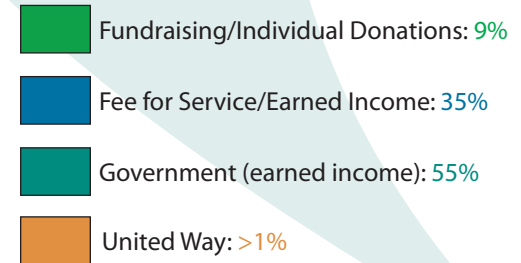 Fundraising/Individual Donations: 9%
Fee for Service/Earned Income: 35%
Government (earned income): 55%
United Way: >1%